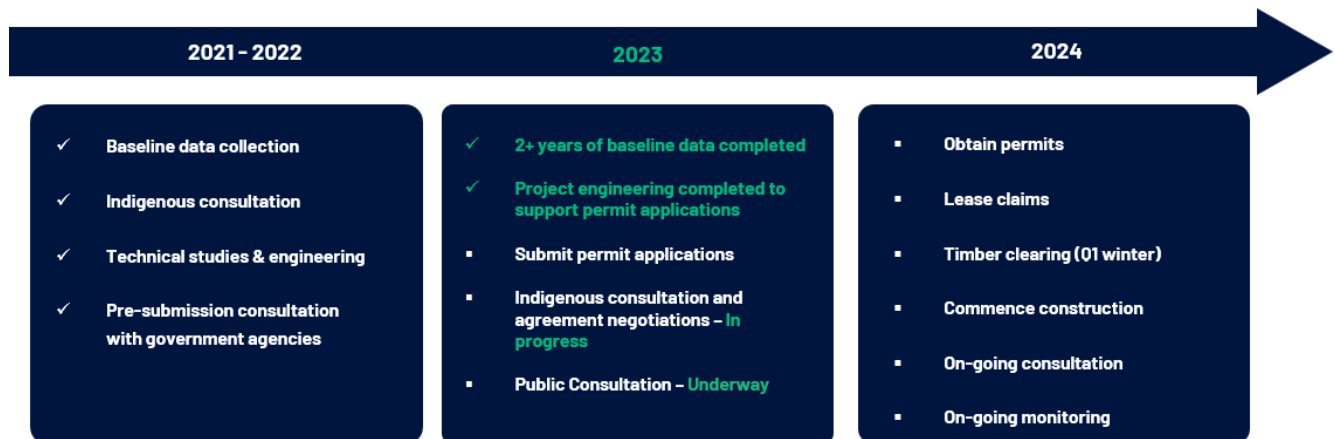 2021 - 2022
2023
2024
✓ Baseline data collection
✓ Indigenous consultation
✓ Technical studies & engineering
✓ Pre-submission consultation
with government agencies
✓ 2+ years of baseline data completed
✓ Project engineering completed to
support permit applications
▪ Submit permit applications
▪ Indigenous consultation and
agreement negotiations – In
progress
▪ Public Consultation – Underway
▪ Obtain permits
▪ Lease claims
▪ Timber clearing (Q1 winter)
▪ Commence construction
▪ On-going consultation
▪ On-going monitoring